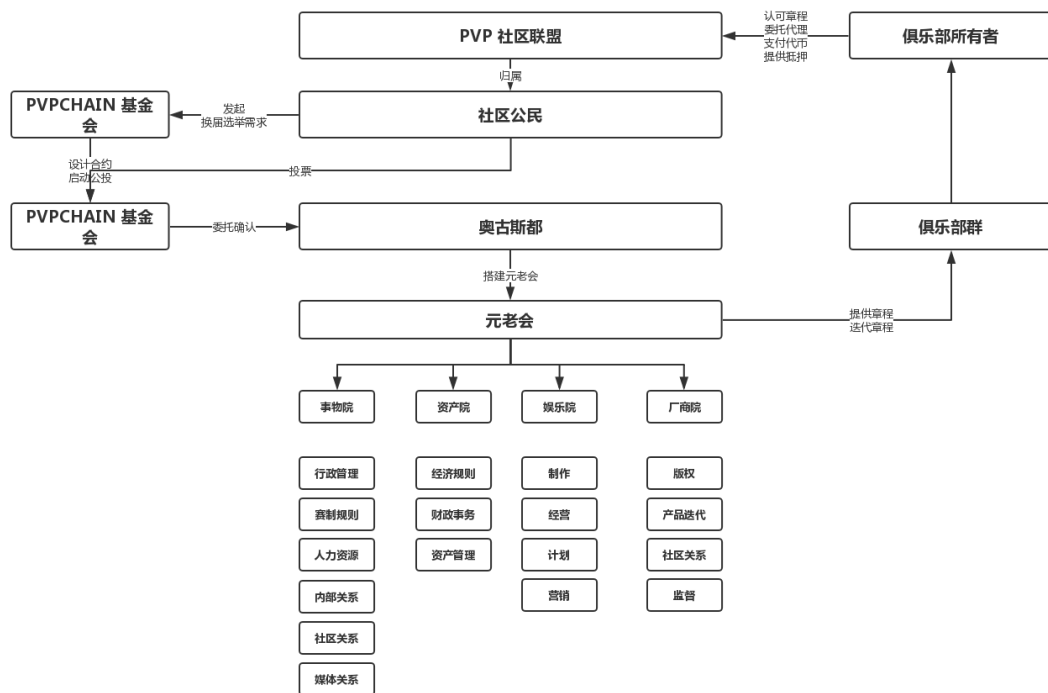 PVP 社区联盟
认可章程
委托代理
支付代币
提供抵押
俱乐部所有者
归属
PVPCHAIN 基金
会
发起
换届选举需求
社区公民
设计合约
启动公投
投票
PVPCHAIN 基金
会
委托确认
奥古斯都
俱乐部群
搭建元老会
元老会
提供章程
迭代章程
事物院
资产院
娱乐院
厂商院
行政管理
经济规则
制作
版权
赛制规则
财政事务
经营
产品迭代
人力资源
资产管理
计划
社区关系
内部关系
营销
监督
社区关系
媒体关系